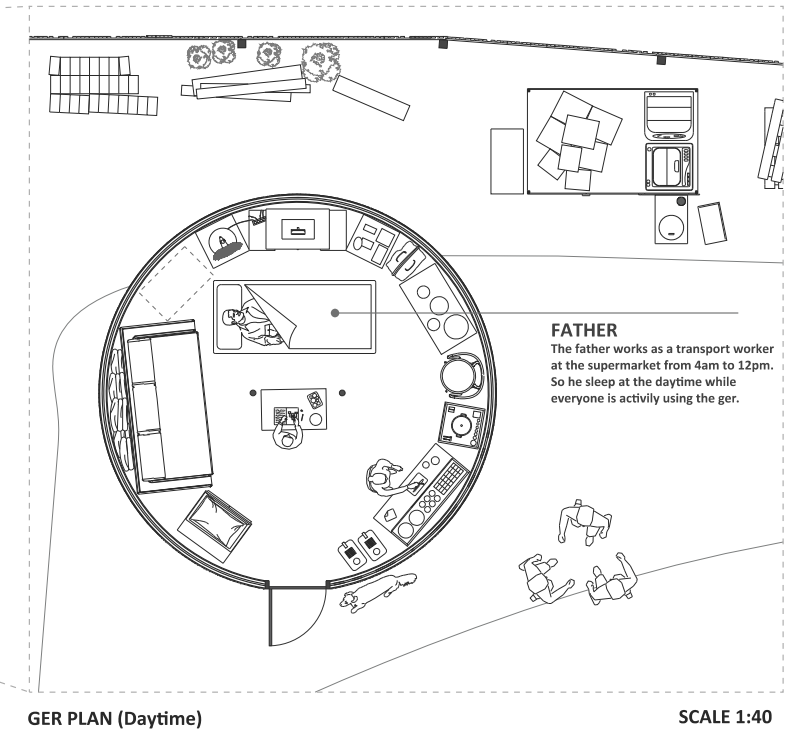 FATHER
The father works as a transport worker
at the supermarket from 4am to 12pm.
So he sleep at the daytime while
everyone is activily using the ger.
GER PLAN (Daytime)
SCALE 1:40